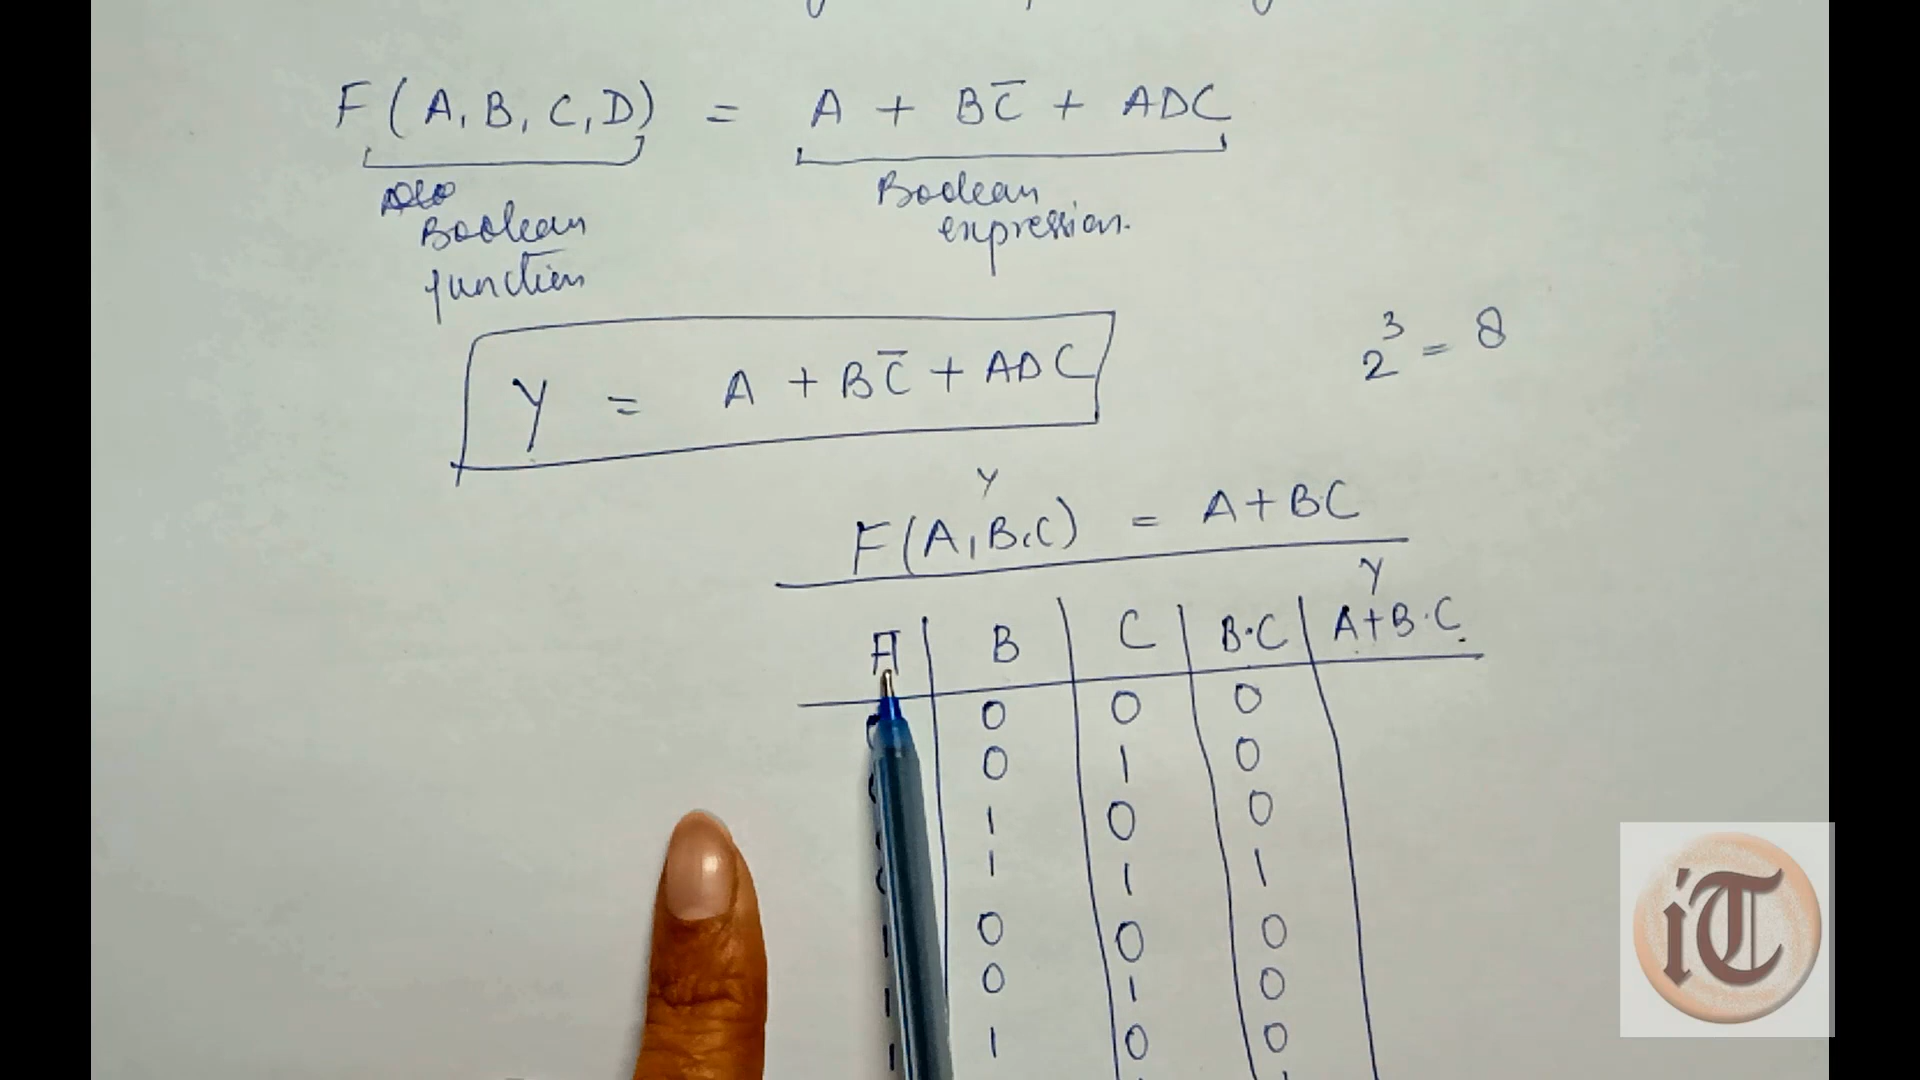 F(A,B,C,D) = A + BC̅ + ADC
Boolean function
Boolean expression.
Y = A + BC̅ + ADC
2³ = 8
Y
F(A,B,C) = A+BC
Y
A B C B·C A+B·C
0 0 0
0 1 0
1 0 0
1 1 1
0 0 0
0 1 0
1 0 0
iT